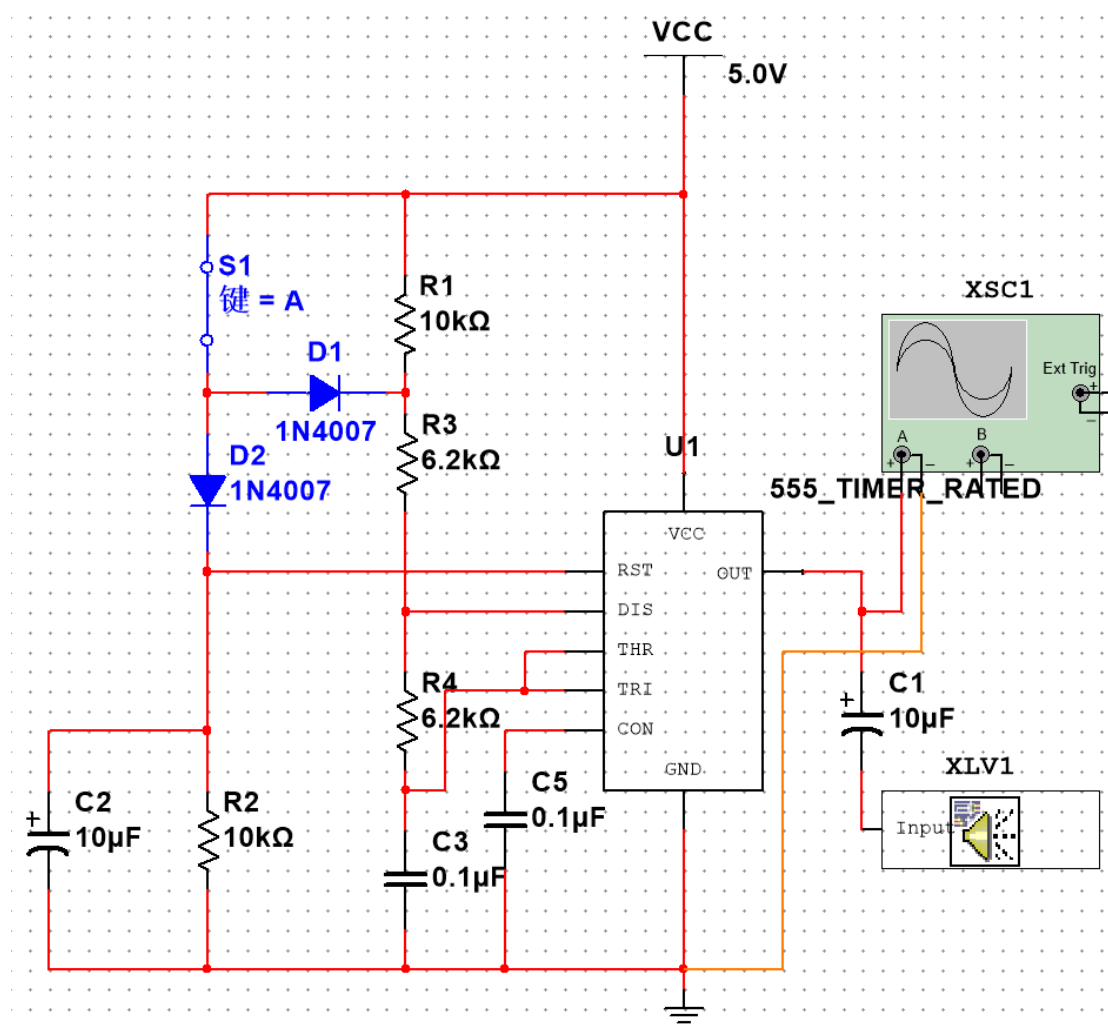 VCC
5.0V
S1
键 = A
R1
10kΩ
XSC1
Ext Trig
+
−
A
B
+
−
+
−
D1
1N4007
R3
6.2kΩ
D2
1N4007
U1
555_TIMER_RATED
VCC
RST
OUT
DIS
THR
TRI
CON
GND
R4
6.2kΩ
C1
+
10µF
XLV1
Input
C5
0.1µF
C2
+
10µF
R2
10kΩ
C3
0.1µF